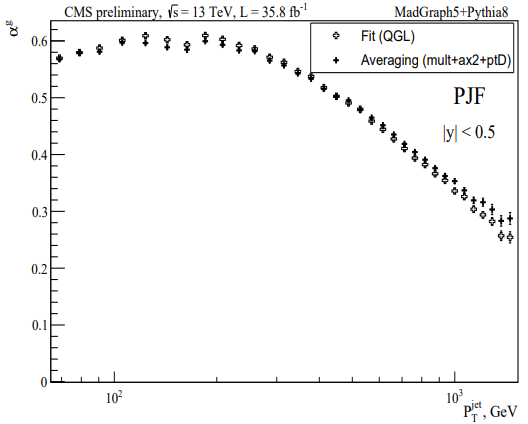 CMS preliminary, √s = 13 TeV, L = 35.8 fb⁻¹ MadGraph5+Pythia8
αᵍ
Fit (QGL)
Averaging (mult+ax2+ptD)
PJF
|y| < 0.5
0.6
0.5
0.4
0.3
0.2
0.1
0
10²
10³
P_T^jet, GeV